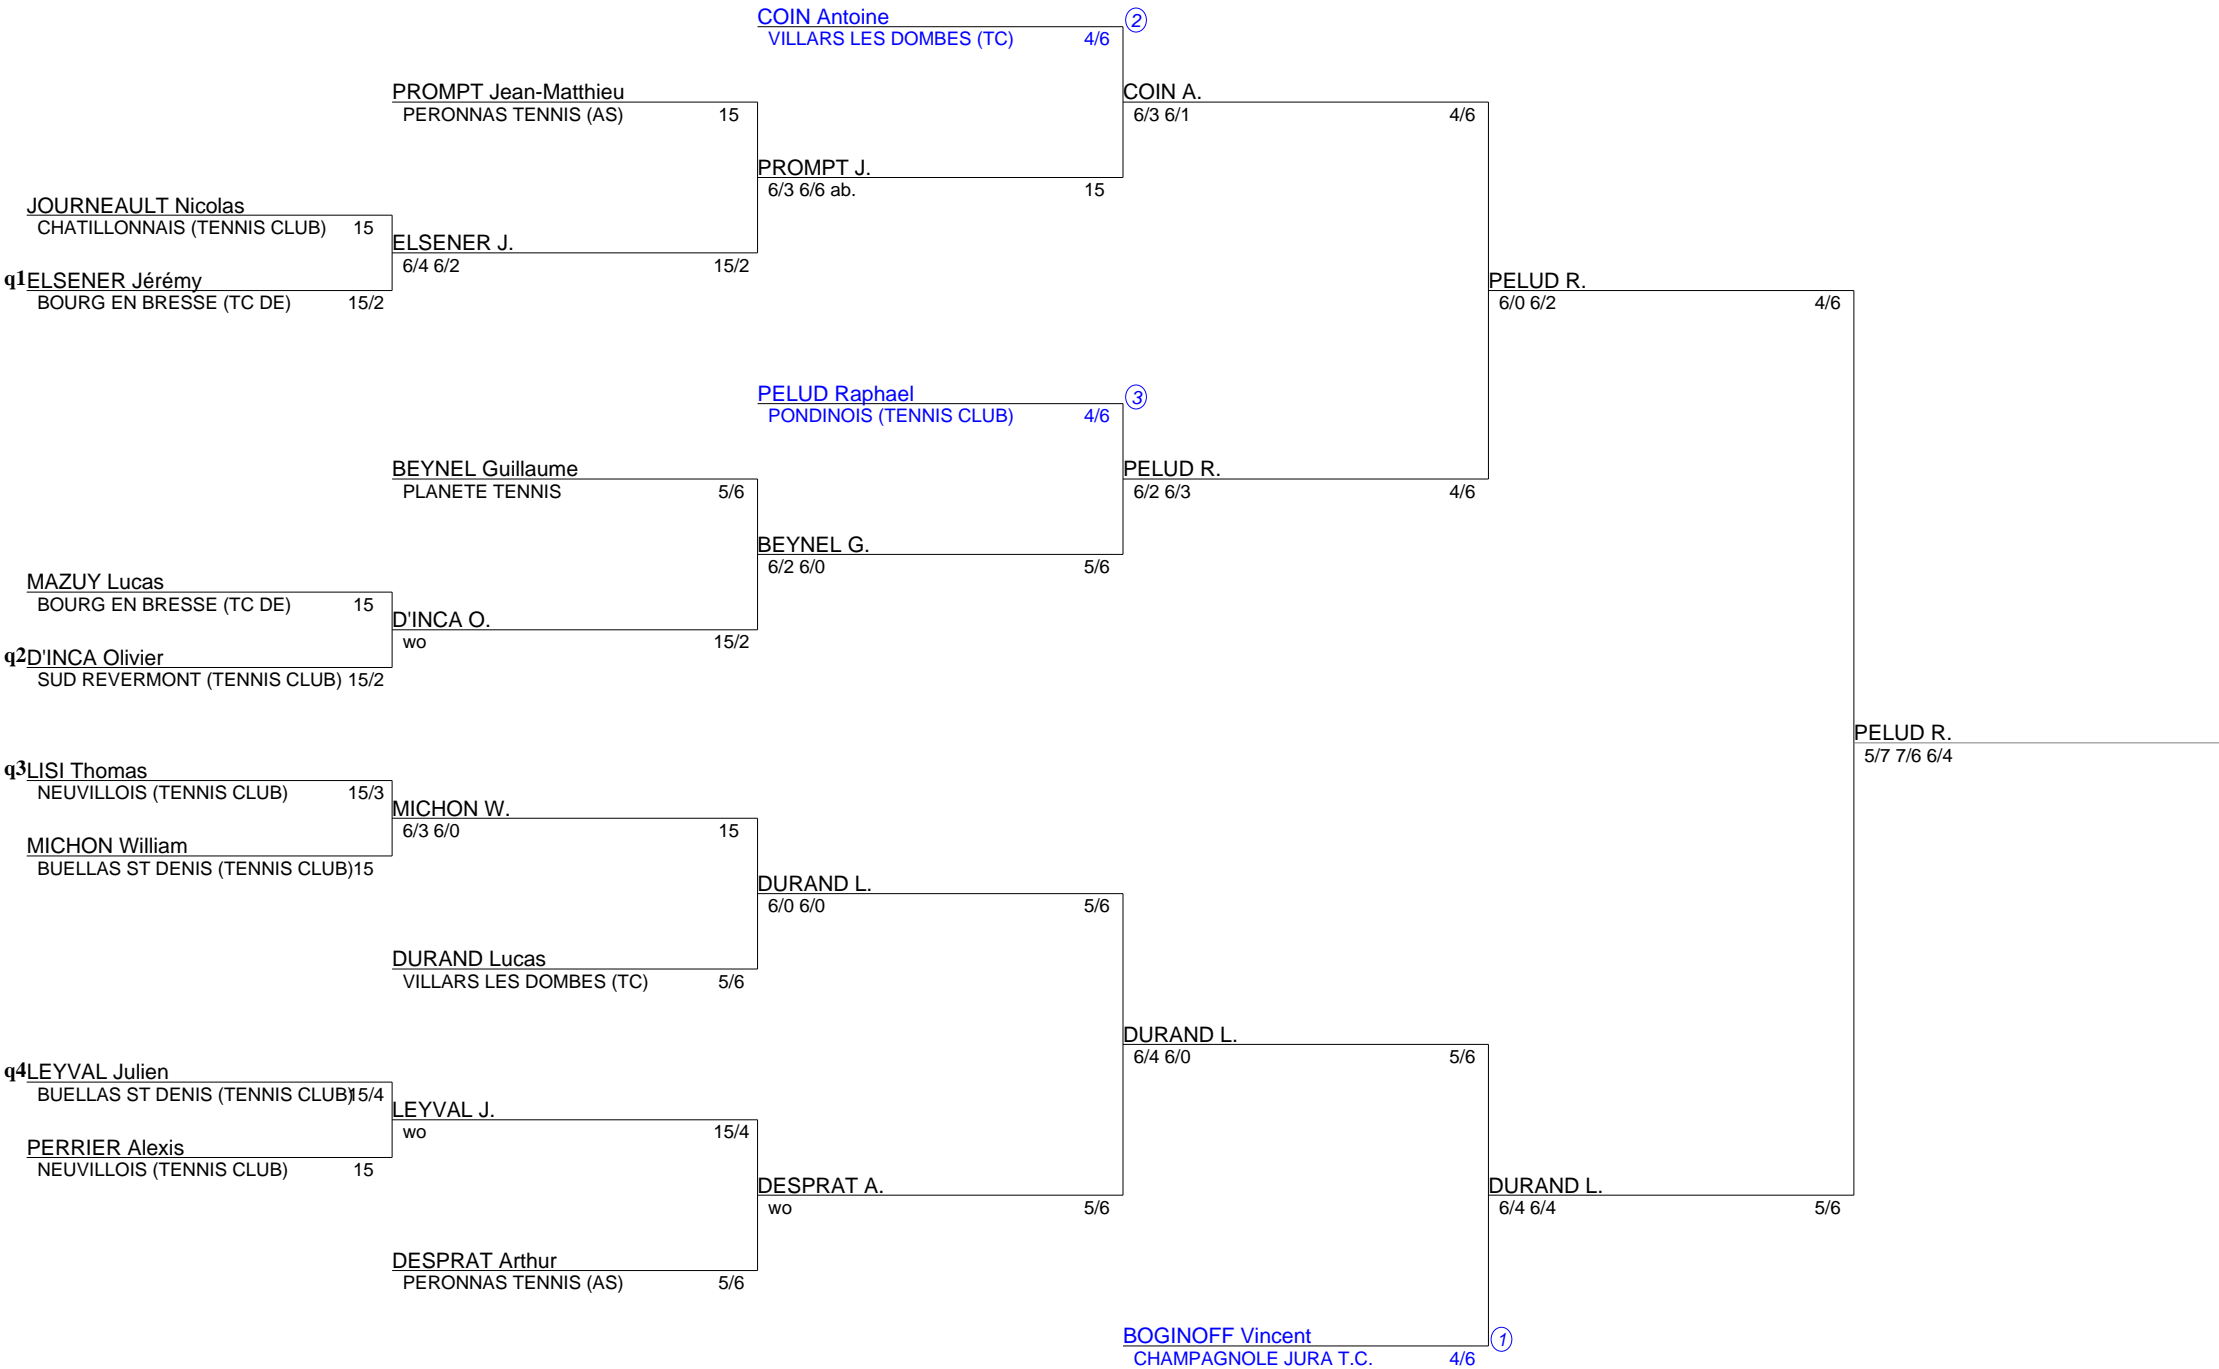 COIN Antoine 2
VILLARS LES DOMBES (TC) 4/6
PROMPT Jean-Matthieu
PERONNAS TENNIS (AS) 15
COIN A.
6/3 6/1 4/6
PROMPT J.
6/3 6/6 ab. 15
JOURNEAULT Nicolas
CHATILLONNAIS (TENNIS CLUB) 15
ELSENER J.
6/4 6/2 15/2
q1 ELSENER Jérémy
BOURG EN BRESSE (TC DE) 15/2
PELUD R.
6/0 6/2 4/6
PELUD Raphael 3
PONDINOIS (TENNIS CLUB) 4/6
BEYNEL Guillaume
PLANETE TENNIS 5/6
PELUD R.
6/2 6/3 4/6
BEYNEL G.
6/2 6/0 5/6
MAZUY Lucas
BOURG EN BRESSE (TC DE) 15
D'INCA O.
wo 15/2
q2 D'INCA Olivier
SUD REVERMONT (TENNIS CLUB) 15/2
PELUD R.
5/7 7/6 6/4
q3 LISI Thomas
NEUVILLOIS (TENNIS CLUB) 15/3
MICHON W.
6/3 6/0 15
MICHON William
BUELLAS ST DENIS (TENNIS CLUB) 15
DURAND L.
6/0 6/0 5/6
DURAND Lucas
VILLARS LES DOMBES (TC) 5/6
DURAND L.
6/4 6/0 5/6
q4 LEYVAL Julien
BUELLAS ST DENIS (TENNIS CLUB) 15/4
LEYVAL J.
wo 15/4
PERRIER Alexis
NEUVILLOIS (TENNIS CLUB) 15
DESPRAT A.
wo 5/6
DURAND L.
6/4 6/4 5/6
DESPRAT Arthur
PERONNAS TENNIS (AS) 5/6
BOGINOFF Vincent 1
CHAMPAGNOLE JURA T.C. 4/6